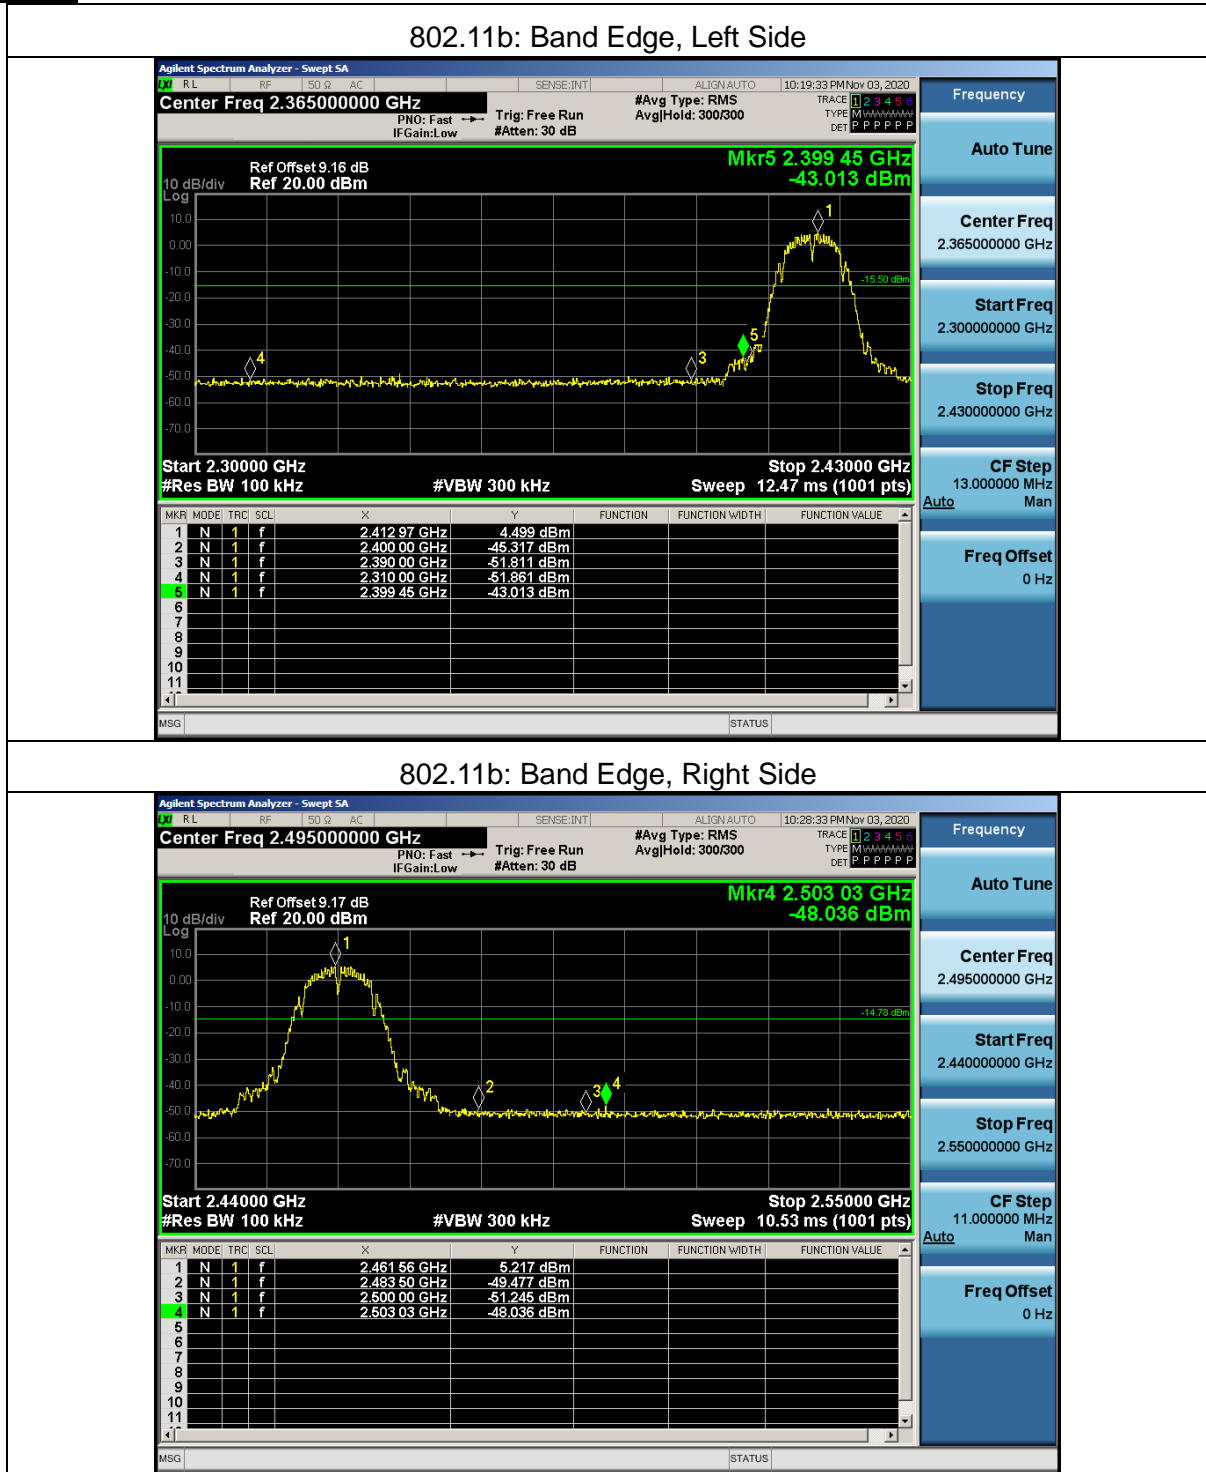 802.11b: Band Edge, Left Side
Agilent Spectrum Analyzer - Swept SA
LXI RL RF 50 Ω AC SENSE:INT ALIGN AUTO 10:19:33 PM Nov 03, 2020
Center Freq 2.365000000 GHz #Avg Type: RMS TRACE 1 2 3 4 5 6
PNO: Fast Trig: Free Run Avg|Hold: 300/300 TYPE M
IFGain:Low #Atten: 30 dB DET P P P P P P
Mkr5 2.399 45 GHz
-43.013 dBm
Ref Offset 9.16 dB
10 dB/div Ref 20.00 dBm
Log
10.0
0.00
-10.0
-15.50 dBm
-20.0
-30.0
-40.0
-50.0
-60.0
-70.0
1
5
4
3
Start 2.30000 GHz Stop 2.43000 GHz
#Res BW 100 kHz #VBW 300 kHz Sweep 12.47 ms (1001 pts)
MKR MODE TRC SCL X Y FUNCTION FUNCTION WIDTH FUNCTION VALUE
1 N 1 f 2.412 97 GHz 4.499 dBm
2 N 1 f 2.400 00 GHz -45.317 dBm
3 N 1 f 2.390 00 GHz -51.811 dBm
4 N 1 f 2.310 00 GHz -51.861 dBm
5 N 1 f 2.399 45 GHz -43.013 dBm
6
7
8
9
10
11
MSG STATUS
Frequency
Auto Tune
Center Freq
2.365000000 GHz
Start Freq
2.300000000 GHz
Stop Freq
2.430000000 GHz
CF Step
13.000000 MHz
Auto Man
Freq Offset
0 Hz
802.11b: Band Edge, Right Side
Agilent Spectrum Analyzer - Swept SA
LXI RL RF 50 Ω AC SENSE:INT ALIGN AUTO 10:28:33 PM Nov 03, 2020
Center Freq 2.495000000 GHz #Avg Type: RMS TRACE 1 2 3 4 5 6
PNO: Fast Trig: Free Run Avg|Hold: 300/300 TYPE M
IFGain:Low #Atten: 30 dB DET P P P P P P
Mkr4 2.503 03 GHz
-48.036 dBm
Ref Offset 9.17 dB
10 dB/div Ref 20.00 dBm
Log
10.0
0.00
-10.0
-14.78 dBm
-20.0
-30.0
-40.0
-50.0
-60.0
-70.0
1
2
3
4
Start 2.44000 GHz Stop 2.55000 GHz
#Res BW 100 kHz #VBW 300 kHz Sweep 10.53 ms (1001 pts)
MKR MODE TRC SCL X Y FUNCTION FUNCTION WIDTH FUNCTION VALUE
1 N 1 f 2.461 56 GHz 5.217 dBm
2 N 1 f 2.483 50 GHz -49.477 dBm
3 N 1 f 2.500 00 GHz -51.245 dBm
4 N 1 f 2.503 03 GHz -48.036 dBm
5
6
7
8
9
10
11
MSG STATUS
Frequency
Auto Tune
Center Freq
2.495000000 GHz
Start Freq
2.440000000 GHz
Stop Freq
2.550000000 GHz
CF Step
11.000000 MHz
Auto Man
Freq Offset
0 Hz